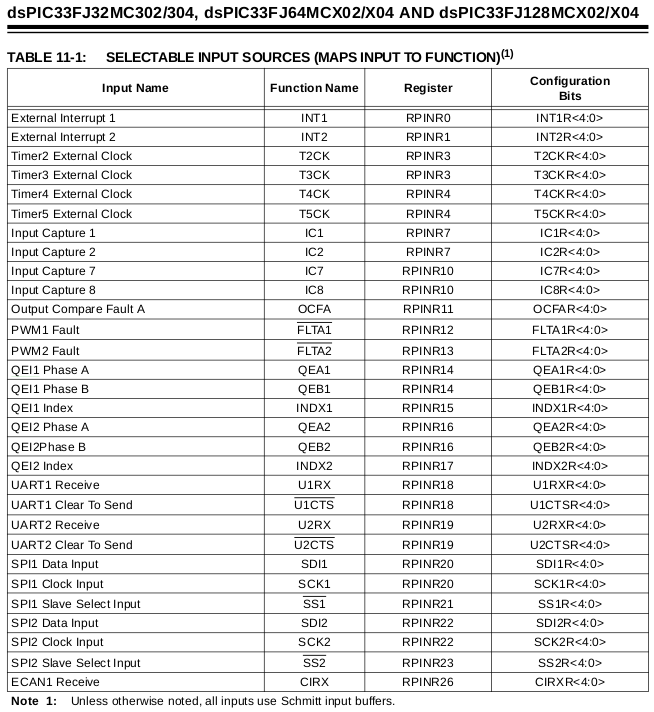 dsPIC33FJ32MC302/304, dsPIC33FJ64MCX02/X04 AND dsPIC33FJ128MCX02/X04
TABLE 11-1: SELECTABLE INPUT SOURCES (MAPS INPUT TO FUNCTION)(1)
Input Name Function Name Register Configuration Bits
External Interrupt 1 INT1 RPINR0 INT1R<4:0>
External Interrupt 2 INT2 RPINR1 INT2R<4:0>
Timer2 External Clock T2CK RPINR3 T2CKR<4:0>
Timer3 External Clock T3CK RPINR3 T3CKR<4:0>
Timer4 External Clock T4CK RPINR4 T4CKR<4:0>
Timer5 External Clock T5CK RPINR4 T5CKR<4:0>
Input Capture 1 IC1 RPINR7 IC1R<4:0>
Input Capture 2 IC2 RPINR7 IC2R<4:0>
Input Capture 7 IC7 RPINR10 IC7R<4:0>
Input Capture 8 IC8 RPINR10 IC8R<4:0>
Output Compare Fault A OCFA RPINR11 OCFAR<4:0>
PWM1 Fault FLTA1 RPINR12 FLTA1R<4:0>
PWM2 Fault FLTA2 RPINR13 FLTA2R<4:0>
QEI1 Phase A QEA1 RPINR14 QEA1R<4:0>
QEI1 Phase B QEB1 RPINR14 QEB1R<4:0>
QEI1 Index INDX1 RPINR15 INDX1R<4:0>
QEI2 Phase A QEA2 RPINR16 QEA2R<4:0>
QEI2Phase B QEB2 RPINR16 QEB2R<4:0>
QEI2 Index INDX2 RPINR17 INDX2R<4:0>
UART1 Receive U1RX RPINR18 U1RXR<4:0>
UART1 Clear To Send U1CTS RPINR18 U1CTSR<4:0>
UART2 Receive U2RX RPINR19 U2RXR<4:0>
UART2 Clear To Send U2CTS RPINR19 U2CTSR<4:0>
SPI1 Data Input SDI1 RPINR20 SDI1R<4:0>
SPI1 Clock Input SCK1 RPINR20 SCK1R<4:0>
SPI1 Slave Select Input SS1 RPINR21 SS1R<4:0>
SPI2 Data Input SDI2 RPINR22 SDI2R<4:0>
SPI2 Clock Input SCK2 RPINR22 SCK2R<4:0>
SPI2 Slave Select Input SS2 RPINR23 SS2R<4:0>
ECAN1 Receive CIRX RPINR26 CIRXR<4:0>
Note 1: Unless otherwise noted, all inputs use Schmitt input buffers.